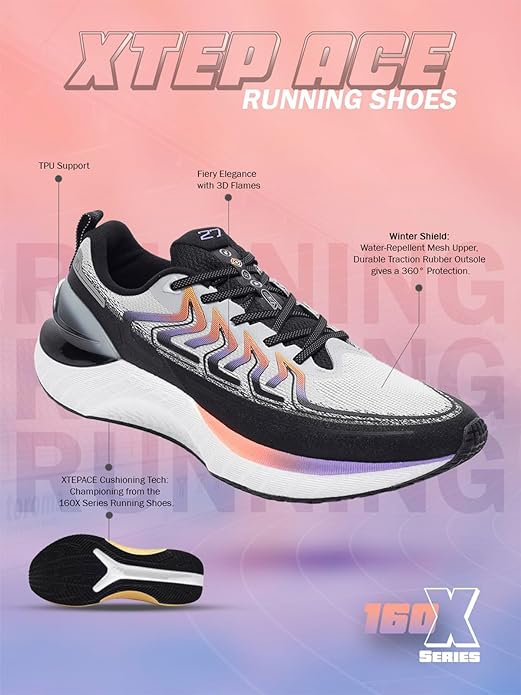 XTEP ACE
RUNNING SHOES
TPU Support
Fiery Elegance
with 3D Flames
Winter Shield:
Water-Repellent Mesh Upper,
Durable Traction Rubber Outsole
gives a 360° Protection.
27
RUNNING
RUNNING
RUNNING
XTEPACE Cushioning Tech:
Championing from the
160X Series Running Shoes.
160X
SERIES